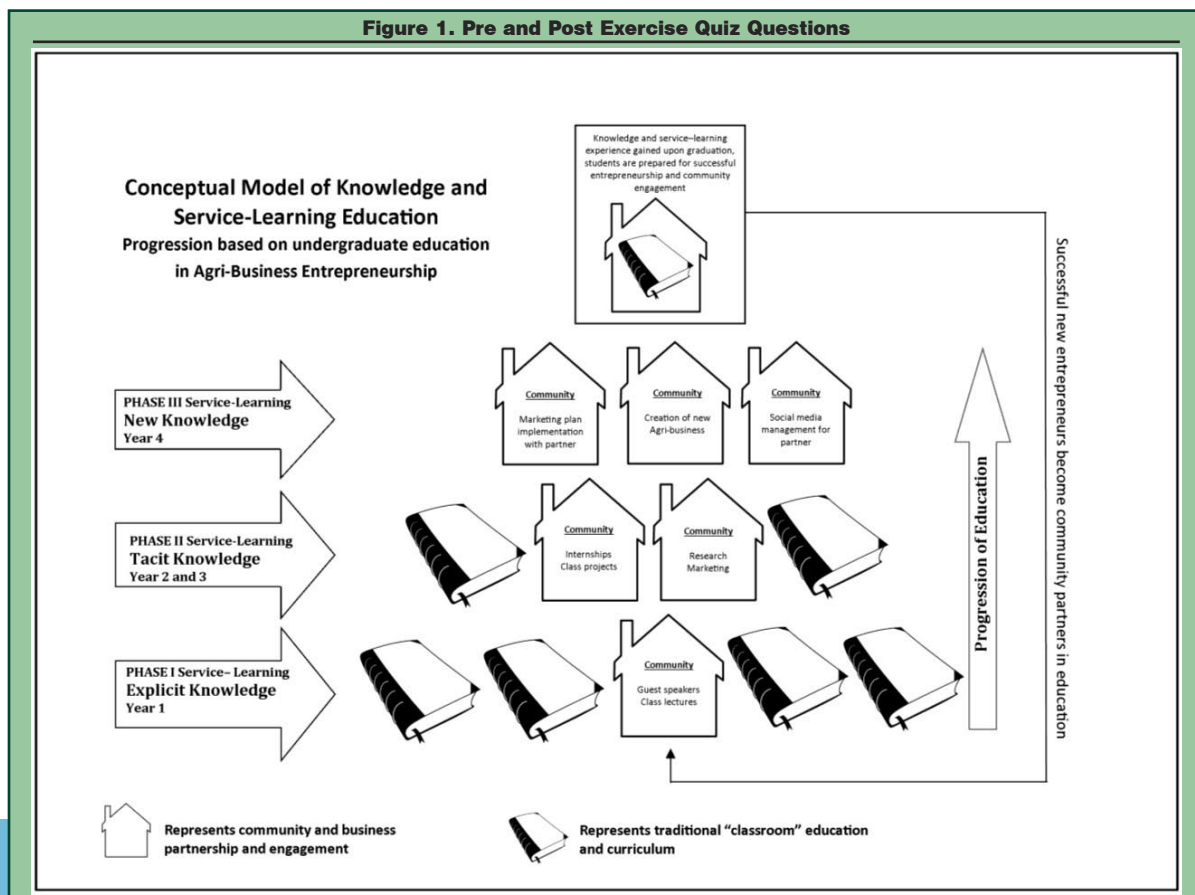 Figure 1. Pre and Post Exercise Quiz Questions
Knowledge and service–learning
experience gained upon graduation,
students are prepared for successful
entrepreneurship and community
engagement
Conceptual Model of Knowledge and
Service-Learning Education
Progression based on undergraduate education
in Agri-Business Entrepreneurship
PHASE III Service-Learning
New Knowledge
Year 4
Community
Marketing plan
implementation
with partner
Community
Creation of new
Agri-business
Community
Social media
management for
partner
PHASE II Service-Learning
Tacit Knowledge
Year 2 and 3
Community
Internships
Class projects
Community
Research
Marketing
PHASE I Service– Learning
Explicit Knowledge
Year 1
Community
Guest speakers
Class lectures
Progression of Education
Successful new entrepreneurs become community partners in education
Represents community and business
partnership and engagement
Represents traditional “classroom” education
and curriculum